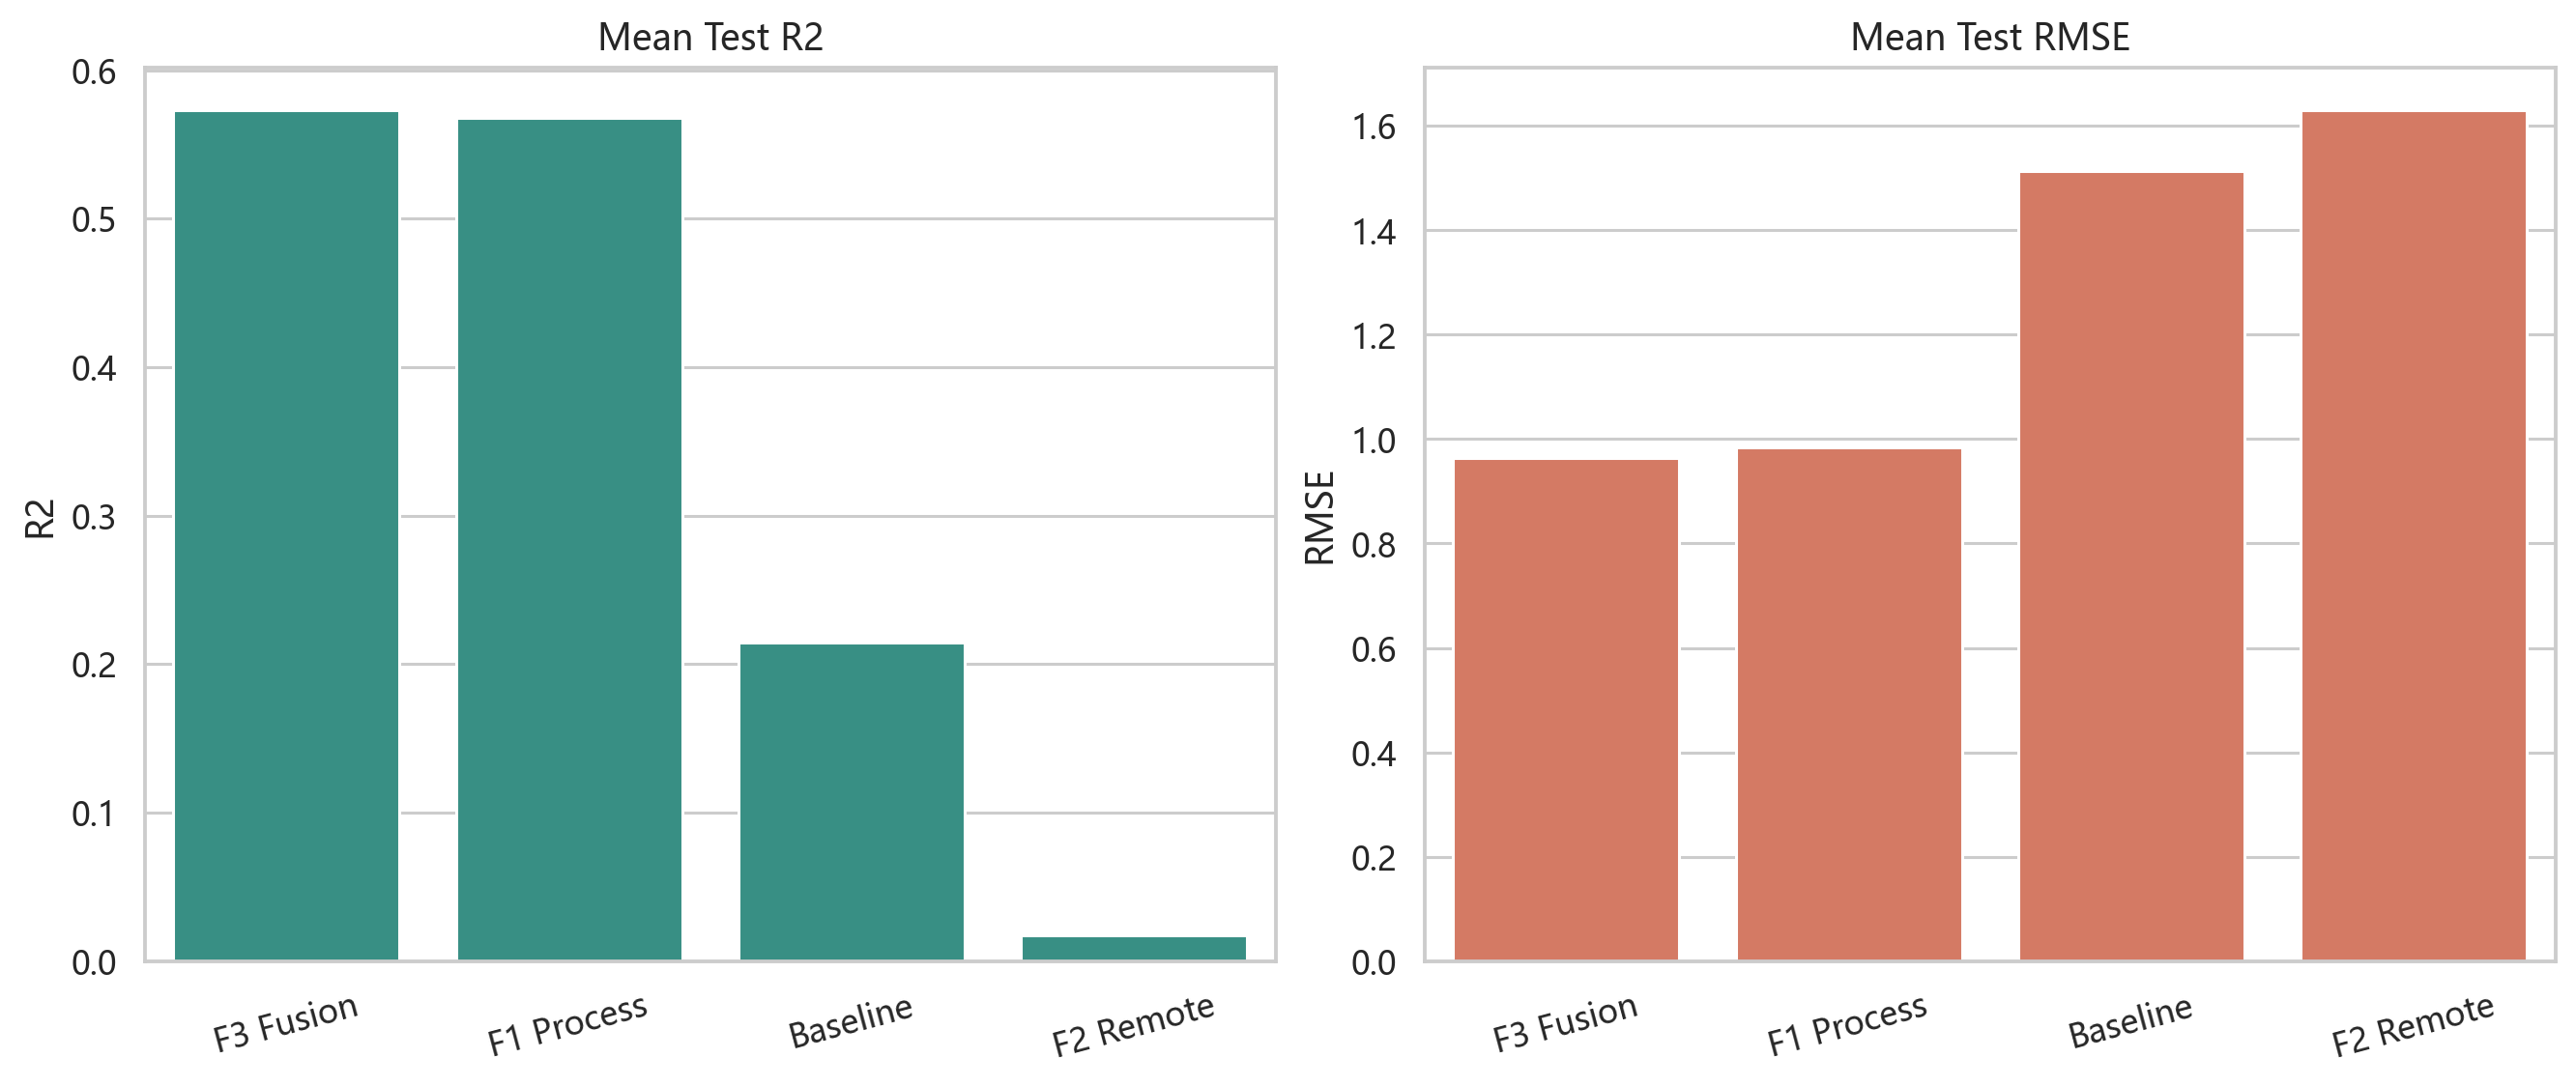 Mean Test R2
R2
0.6
0.5
0.4
0.3
0.2
0.1
0.0
F3 Fusion
F1 Process
Baseline
F2 Remote
Mean Test RMSE
RMSE
1.6
1.4
1.2
1.0
0.8
0.6
0.4
0.2
0.0
F3 Fusion
F1 Process
Baseline
F2 Remote